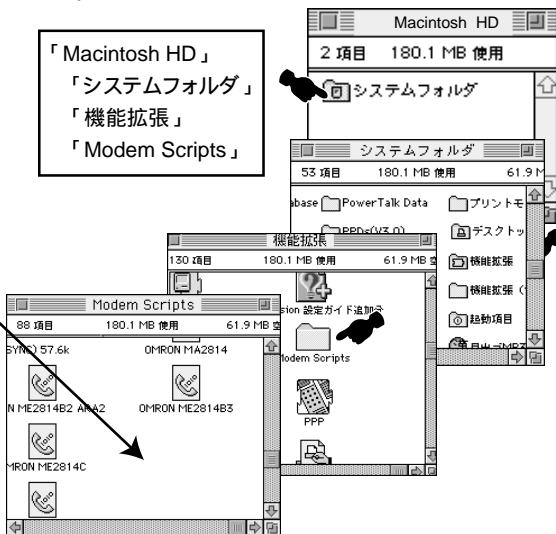 「Macintosh HD」
「システムフォルダ」
「機能拡張」
「Modem Scripts」
Macintosh HD
2 項目 180.1 MB 使用
システムフォルダ
システムフォルダ
53 項目 180.1 MB 使用 61.9 M
abase PowerTalk Data プリントモ
PPDs(V3.0) デスクトッ
機能拡張
機能拡張(
起動項目
機能拡張
130 項目 180.1 MB 使用 61.9 MB 空
sion 設定ガイド追加
Modem Scripts
PPP
Modem Scripts
88 項目 180.1 MB 使用 61.9 MB 空
SYNC) 57.6k OMRON MA2814
N ME2814B2 ARA2 OMRON ME2814B3
MRON ME2814C